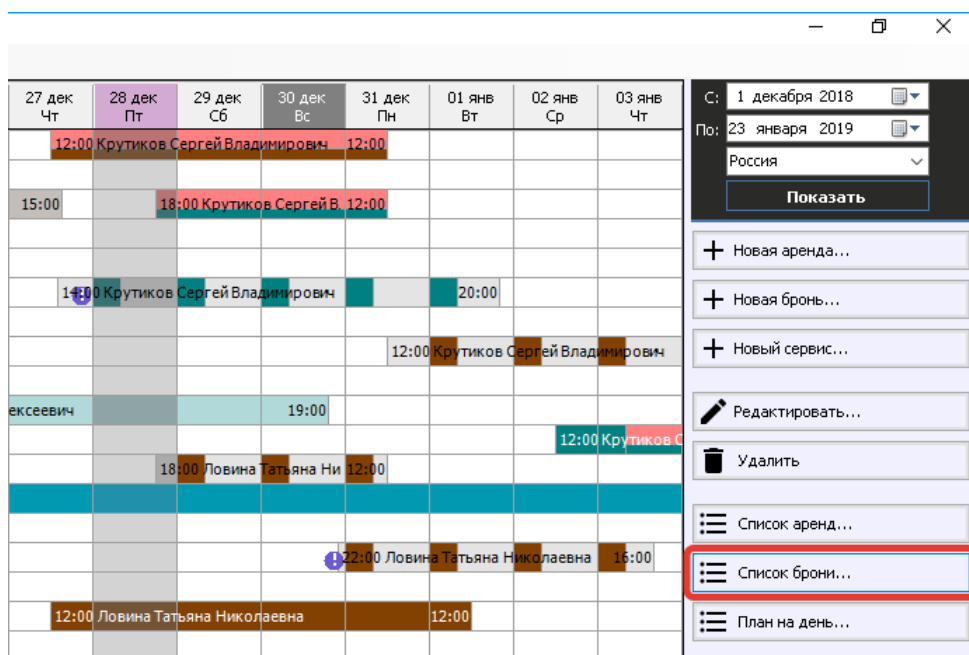 27 дек 28 дек 29 дек 30 дек 31 дек 01 янв 02 янв 03 янв
Чт Пт Сб Вс Пн Вт Ср Чт
12:00 Крутиков Сергей Владимирович 12:00
15:00 18:00 Крутиков Сергей В. 12:00
14:00 Крутиков Сергей Владимирович 20:00
12:00 Крутиков Сергей Владимирович
ексеевич 19:00
12:00 Крутиков С
18:00 Ловина Татьяна Ни 12:00
22:00 Ловина Татьяна Николаевна 16:00
12:00 Ловина Татьяна Николаевна 12:00
С: 1 декабря 2018
По: 23 января 2019
Россия
Показать
Новая аренда...
Новая бронь...
Новый сервис...
Редактировать...
Удалить
Список аренд...
Список брони...
План на день...